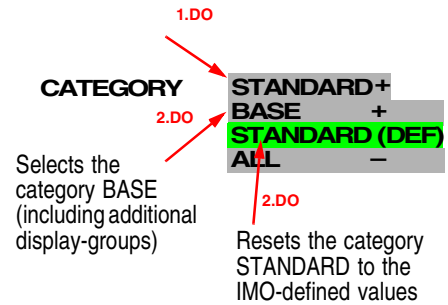 1.DO
CATEGORY STANDARD+
2.DO BASE +
STANDARD (DEF)
ALL –
Selects the
category BASE
(including additional
display-groups)
2.DO
Resets the category
STANDARD to the
IMO-defined values